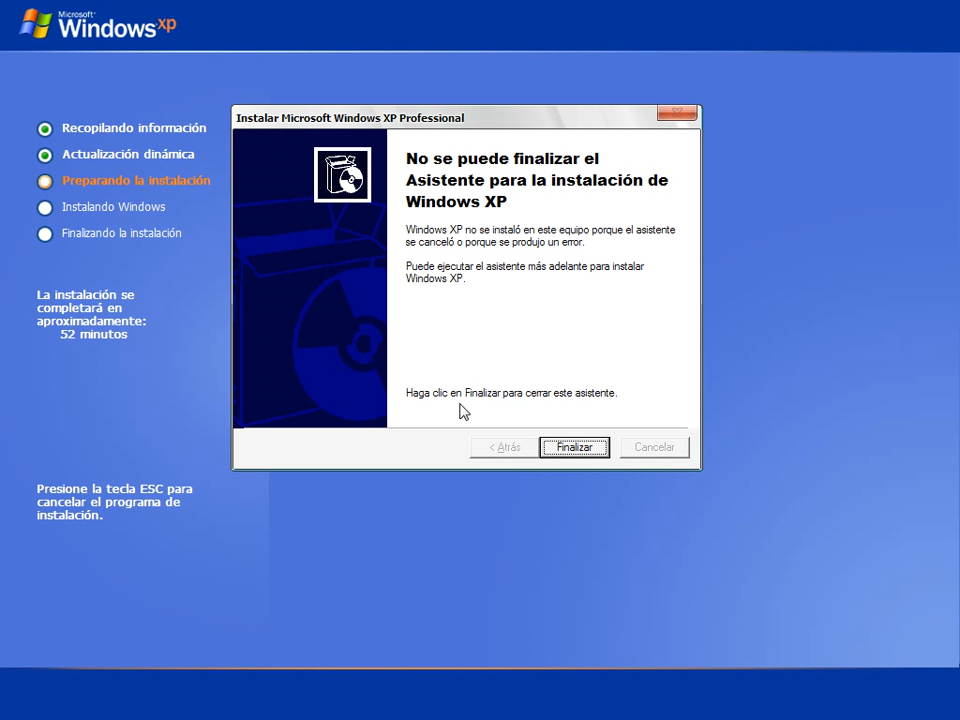 Microsoft®
Windows xp
Instalar Microsoft Windows XP Professional
Recopilando información
Actualización dinámica
Preparando la instalación
Instalando Windows
Finalizando la instalación
La instalación se
completará en
aproximadamente:
52 minutos
Presione la tecla ESC para
cancelar el programa de
instalación.
No se puede finalizar el
Asistente para la instalación de
Windows XP
Windows XP no se instaló en este equipo porque el asistente
se canceló o porque se produjo un error.
Puede ejecutar el asistente más adelante para instalar
Windows XP.
Haga clic en Finalizar para cerrar este asistente.
< Atrás
Finalizar
Cancelar